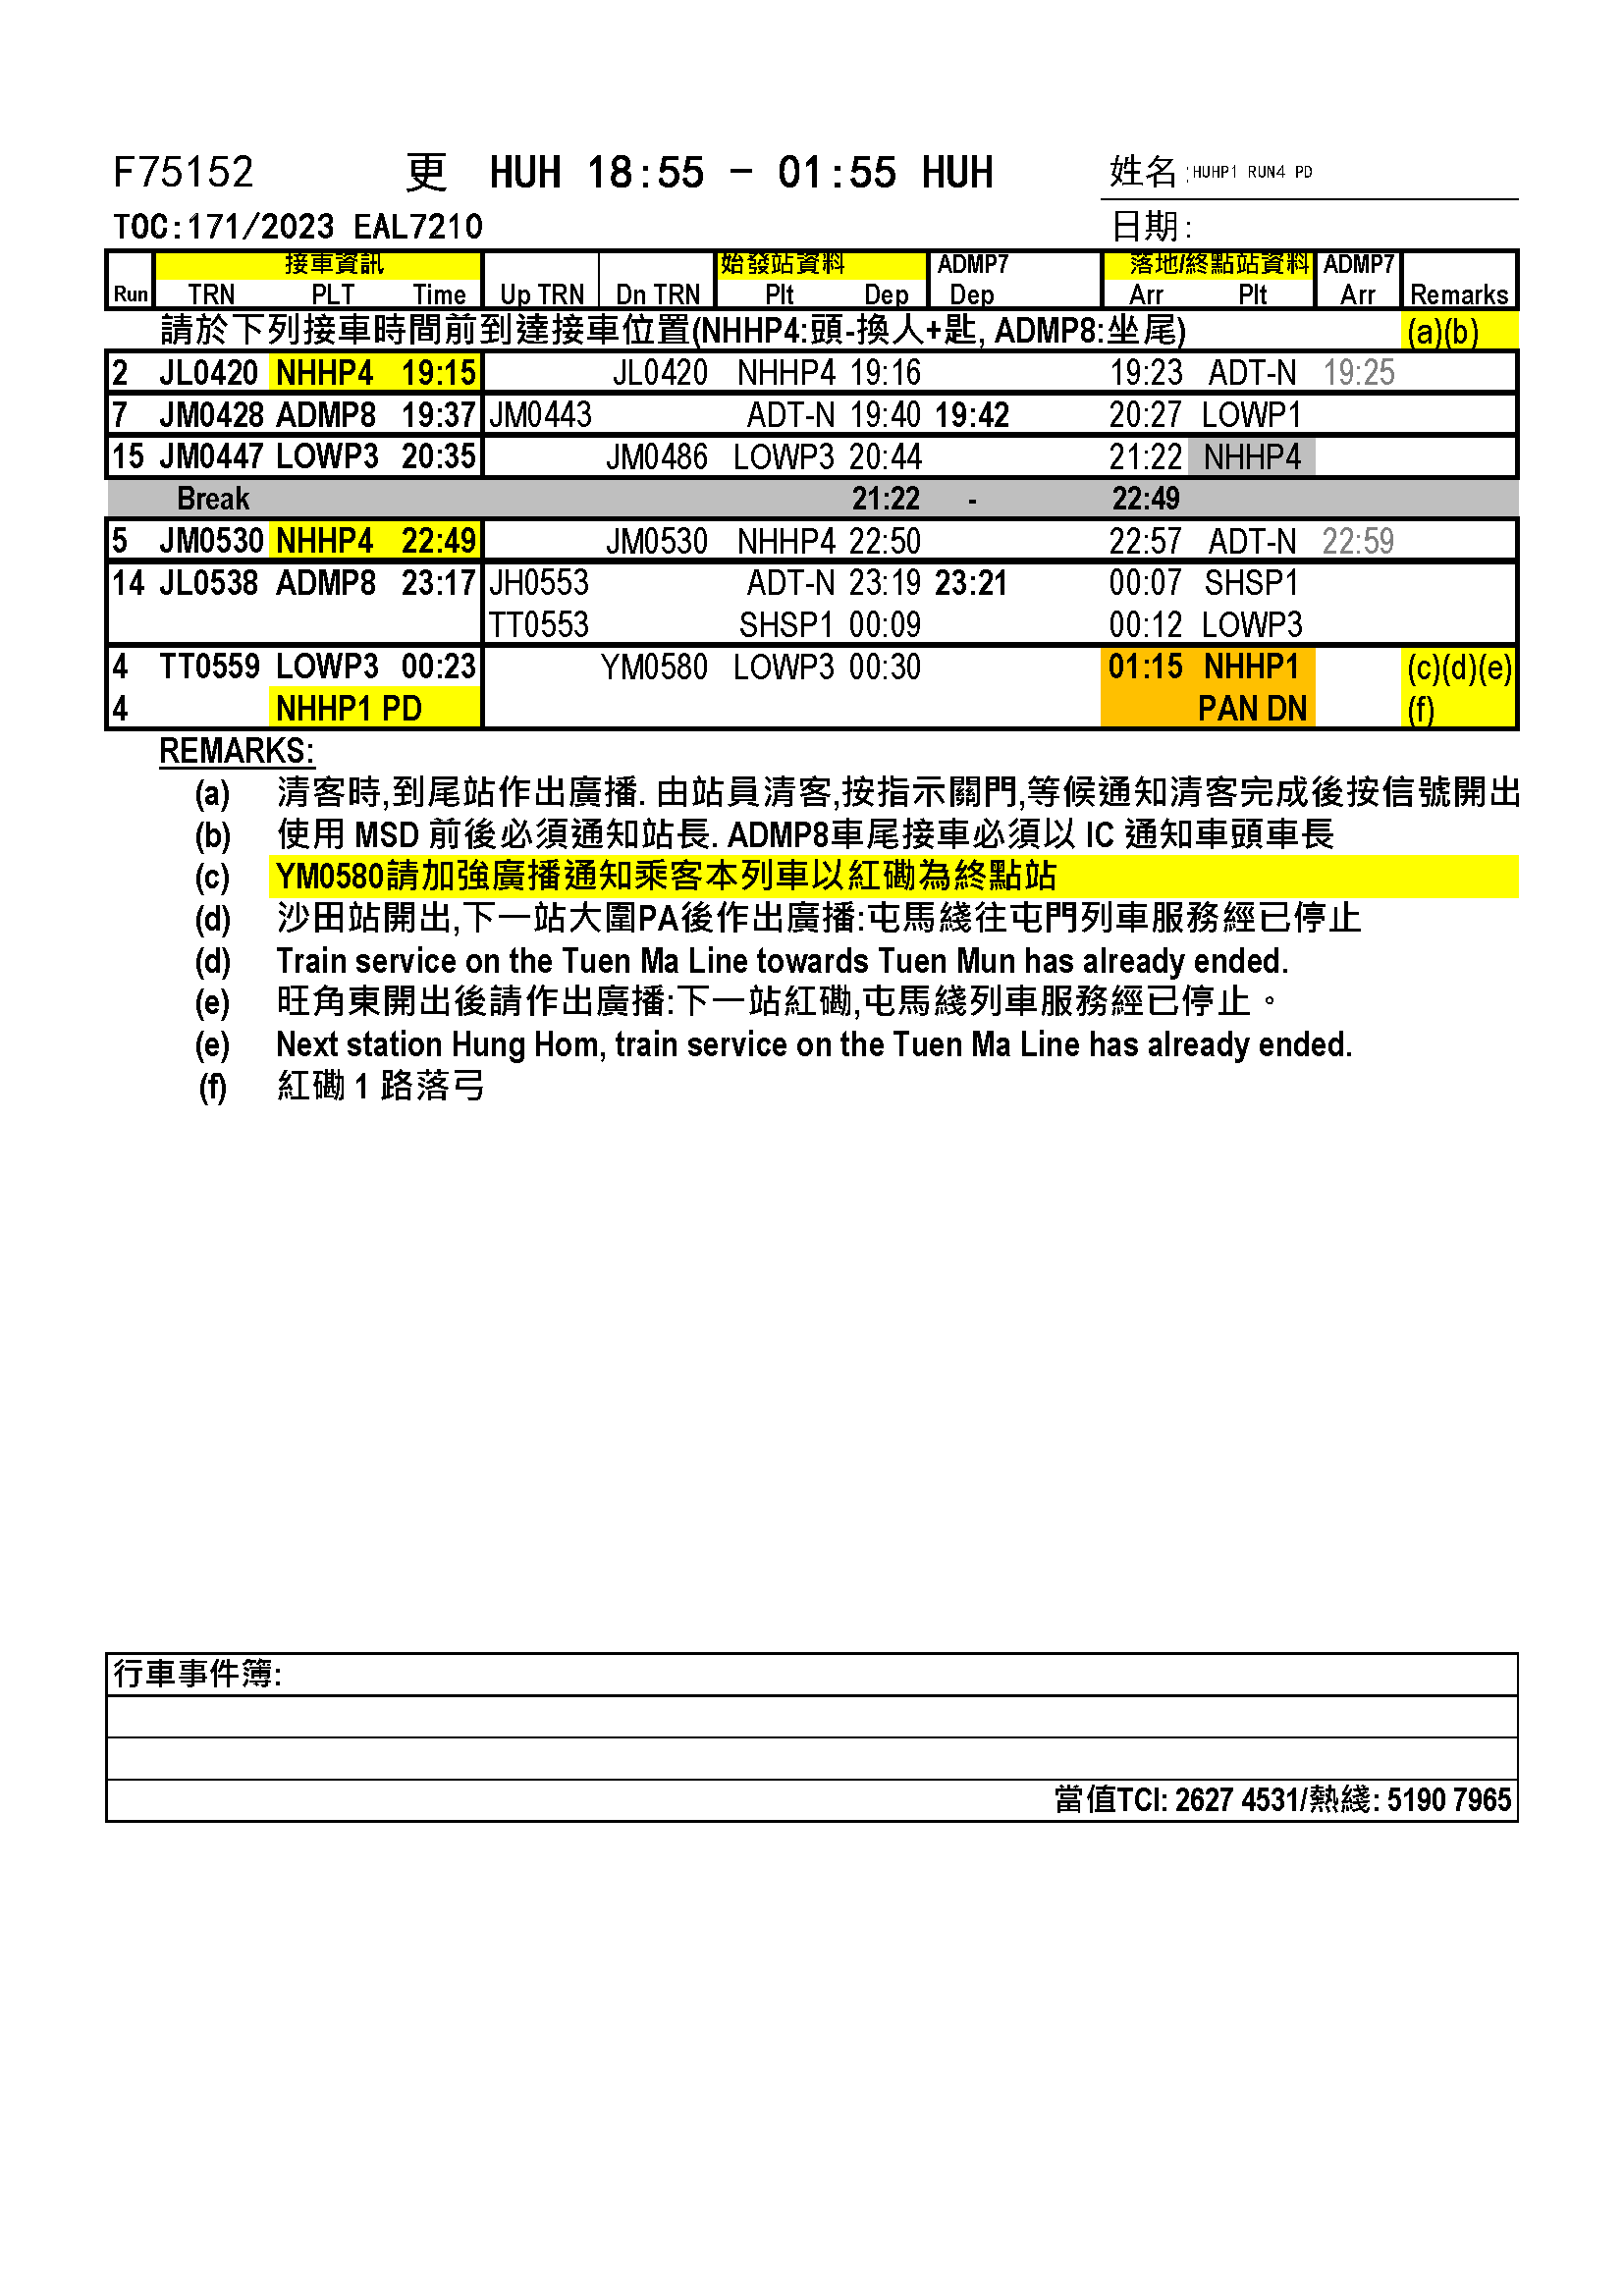 F75152 更 HUH 18:55 - 01:55 HUH 姓名:HUHP1 RUN4 PD
TOC:171/2023 EAL7210 日期:
接車資訊 始發站資料 ADMP7 落地/終點站資料 ADMP7
Run TRN PLT Time Up TRN Dn TRN Plt Dep Dep Arr Plt Arr Remarks
請於下列接車時間前到達接車位置(NHHP4:頭-換人+匙, ADMP8:坐尾) (a)(b)
2 JL0420 NHHP4 19:15 JL0420 NHHP4 19:16 19:23 ADT-N 19:25
7 JM0428 ADMP8 19:37 JM0443 ADT-N 19:40 19:42 20:27 LOWP1
15 JM0447 LOWP3 20:35 JM0486 LOWP3 20:44 21:22 NHHP4
Break 21:22 - 22:49
5 JM0530 NHHP4 22:49 JM0530 NHHP4 22:50 22:57 ADT-N 22:59
14 JL0538 ADMP8 23:17 JH0553 ADT-N 23:19 23:21 00:07 SHSP1
TT0553 SHSP1 00:09 00:12 LOWP3
4 TT0559 LOWP3 00:23 YM0580 LOWP3 00:30 01:15 NHHP1 (c)(d)(e)
4 NHHP1 PD PAN DN (f)
REMARKS:
(a) 清客時,到尾站作出廣播. 由站員清客,按指示關門,等候通知清客完成後按信號開出
(b) 使用 MSD 前後必須通知站長. ADMP8車尾接車必須以 IC 通知車頭車長
(c) YM0580請加強廣播通知乘客本列車以紅磡為終點站
(d) 沙田站開出,下一站大圍PA後作出廣播:屯馬綫往屯門列車服務經已停止
(d) Train service on the Tuen Ma Line towards Tuen Mun has already ended.
(e) 旺角東開出後請作出廣播:下一站紅磡,屯馬綫列車服務經已停止。
(e) Next station Hung Hom, train service on the Tuen Ma Line has already ended.
(f) 紅磡 1 路落弓
行車事件簿:
當值TCI: 2627 4531/熱綫: 5190 7965